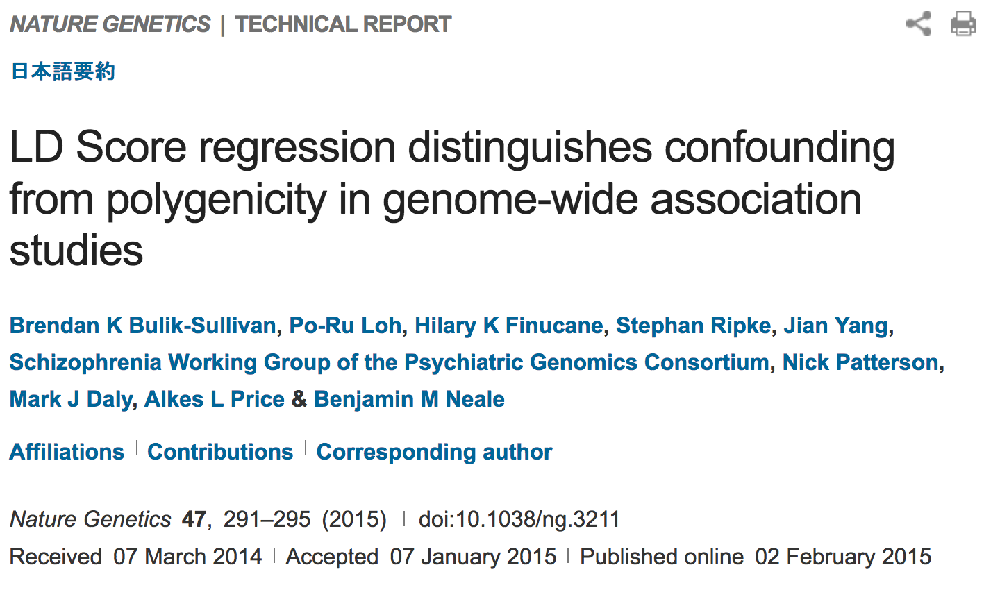 NATURE GENETICS | TECHNICAL REPORT
日本語要約
LD Score regression distinguishes confounding
from polygenicity in genome-wide association
studies
Brendan K Bulik-Sullivan, Po-Ru Loh, Hilary K Finucane, Stephan Ripke, Jian Yang,
Schizophrenia Working Group of the Psychiatric Genomics Consortium, Nick Patterson,
Mark J Daly, Alkes L Price & Benjamin M Neale
Affiliations | Contributions | Corresponding author
Nature Genetics 47, 291–295 (2015) | doi:10.1038/ng.3211
Received 07 March 2014 | Accepted 07 January 2015 | Published online 02 February 2015